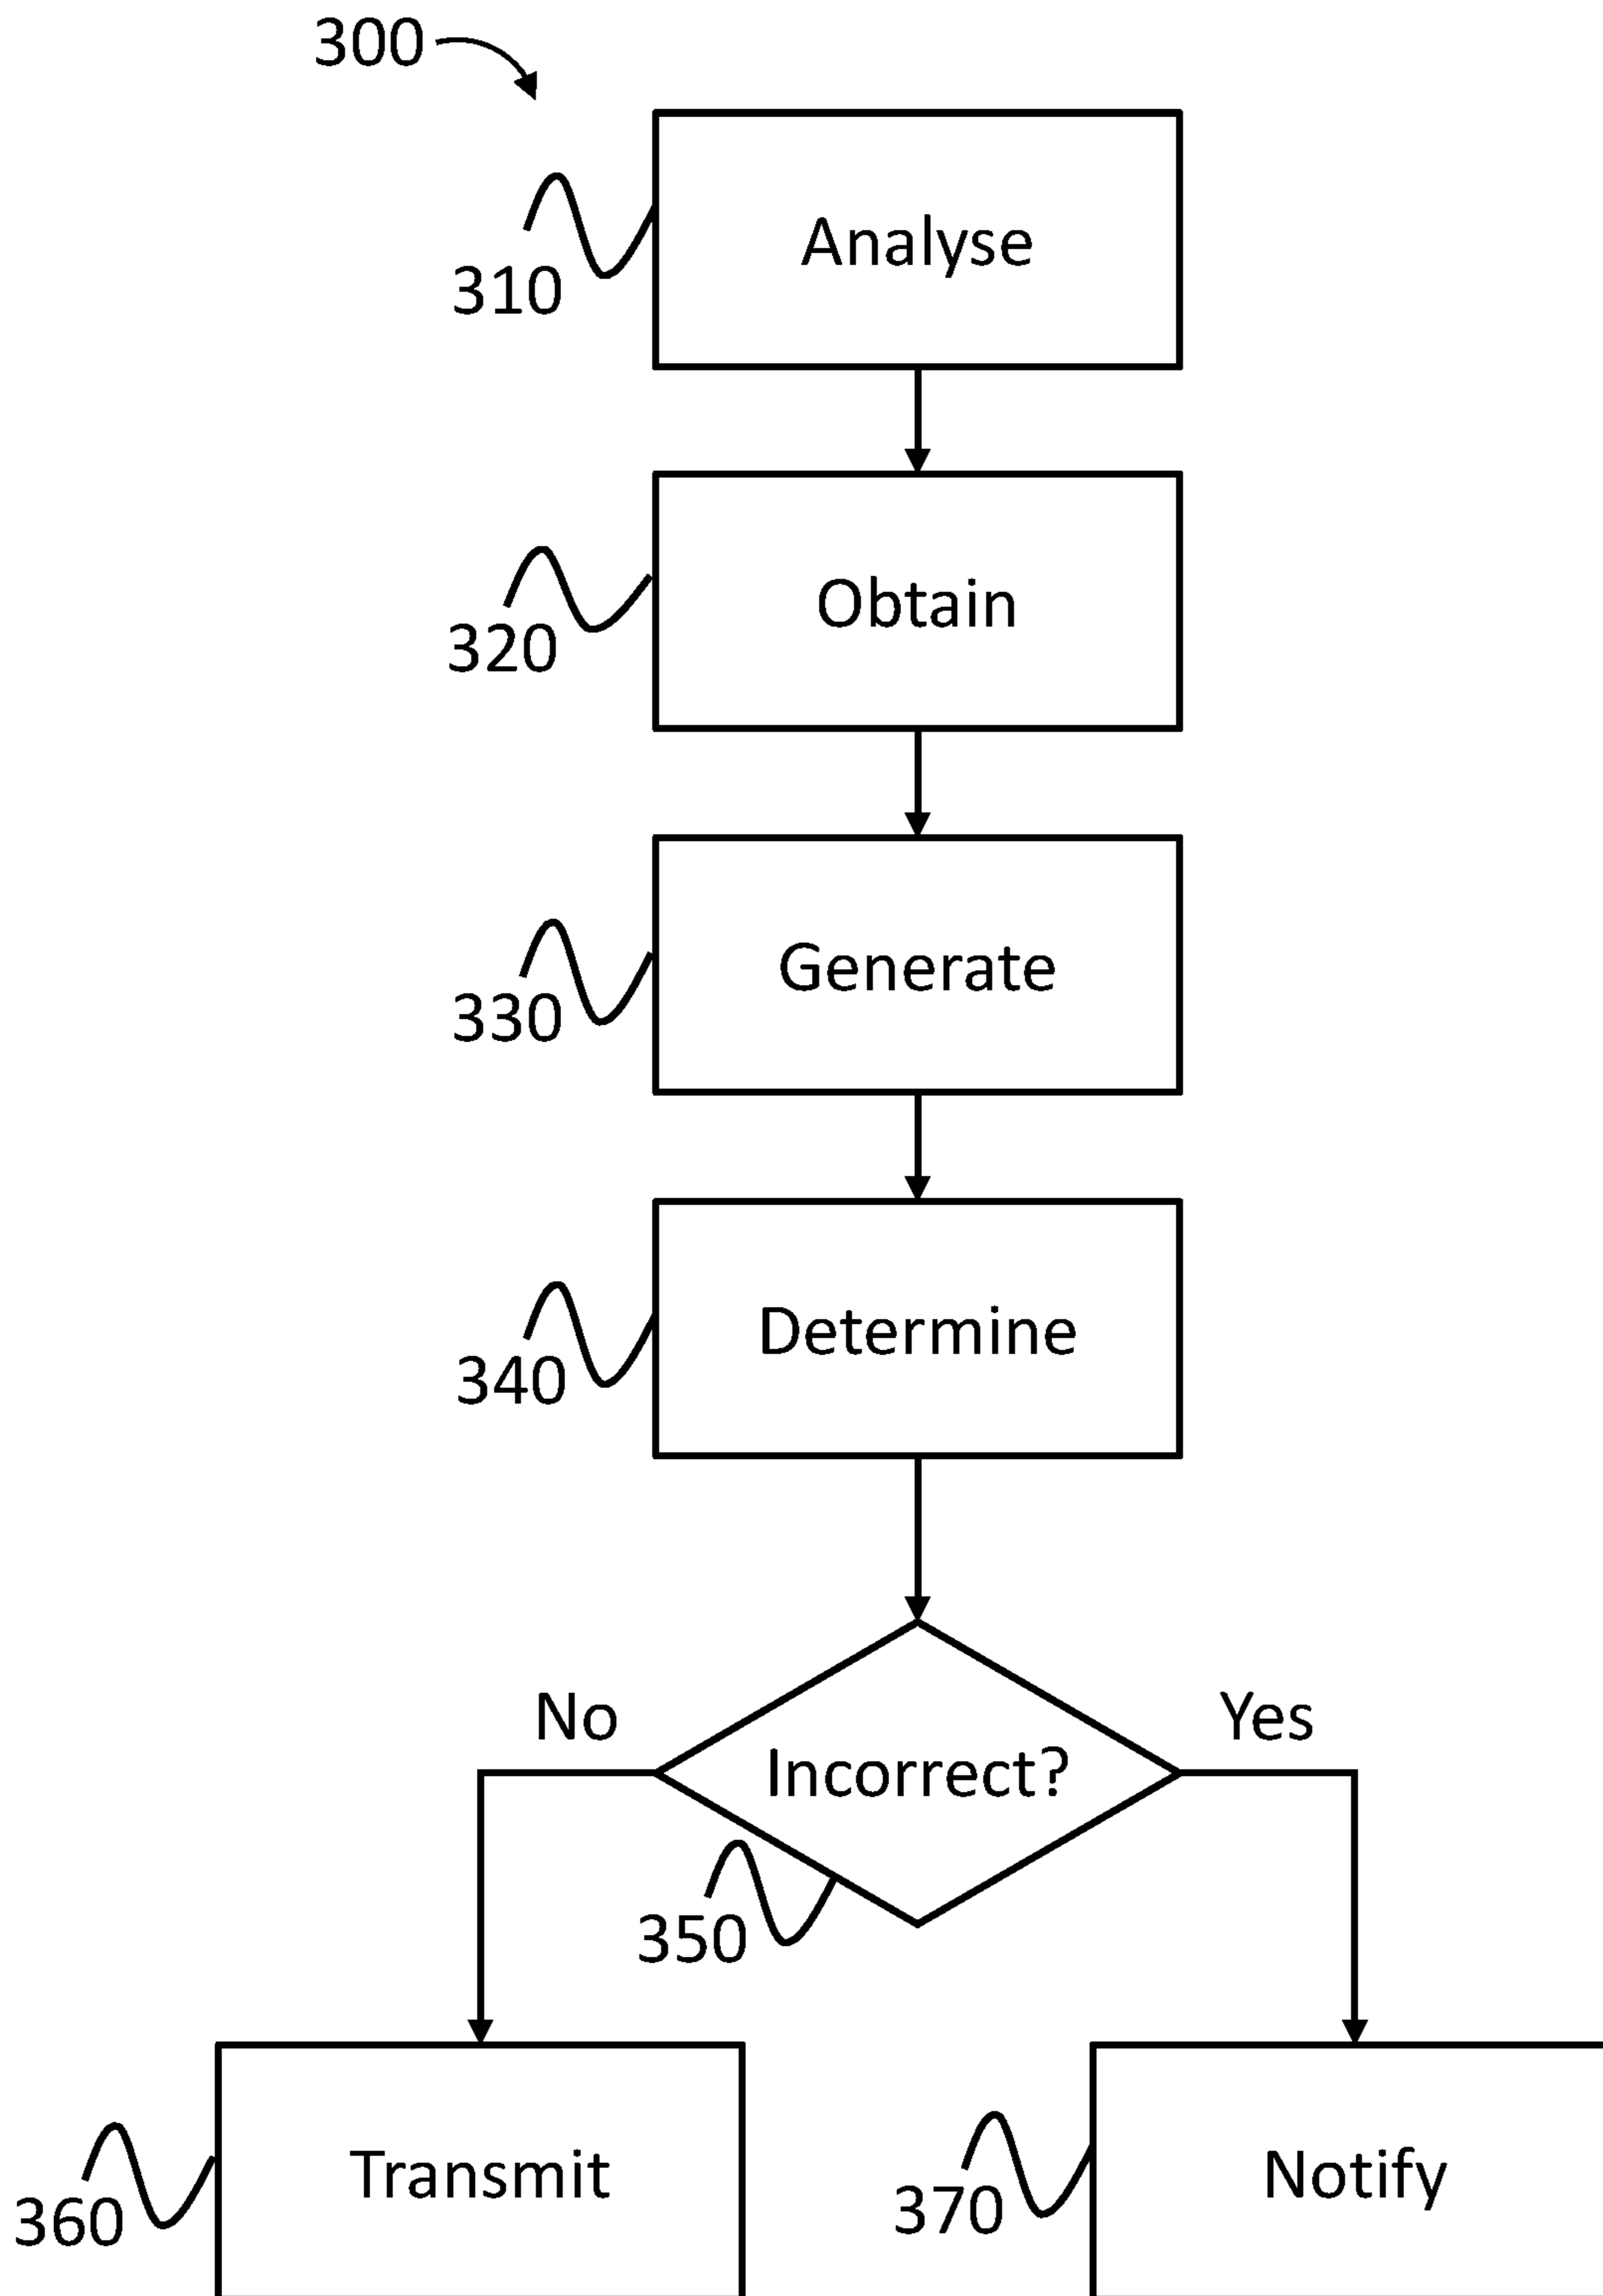 300
Analyse
310
Obtain
320
Generate
330
Determine
340
No
Yes
Incorrect?
350
Transmit
Notify
360
370